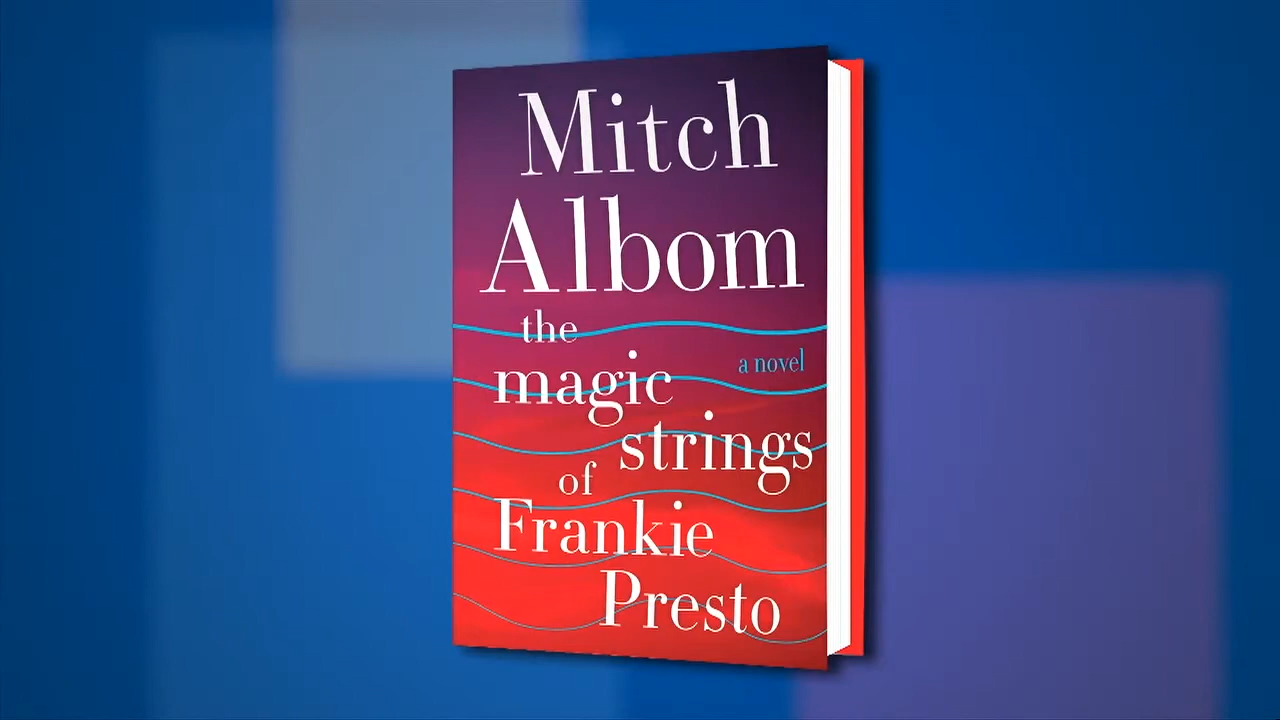 Mitch
Albom
the
a novel
magic
strings
of
Frankie
Presto